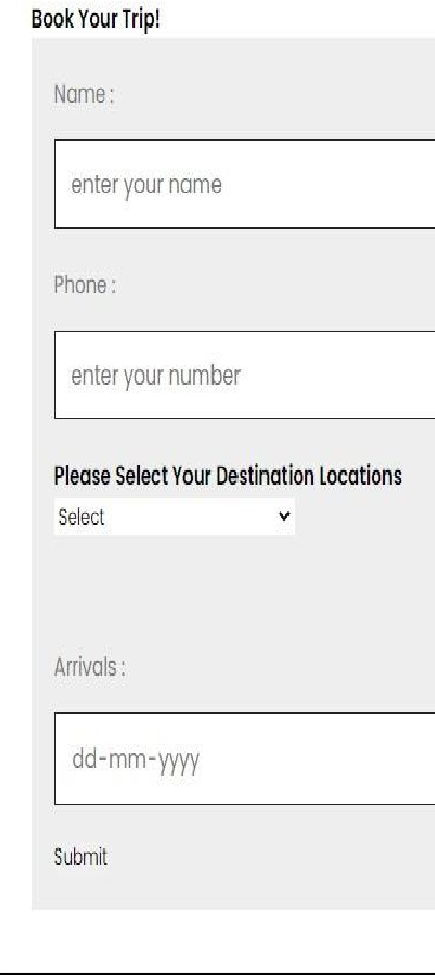 Book Your Trip!
Name :
enter your name
Phone :
enter your number
Please Select Your Destination Locations
Select
Arrivals :
dd-mm-yyyy
Submit